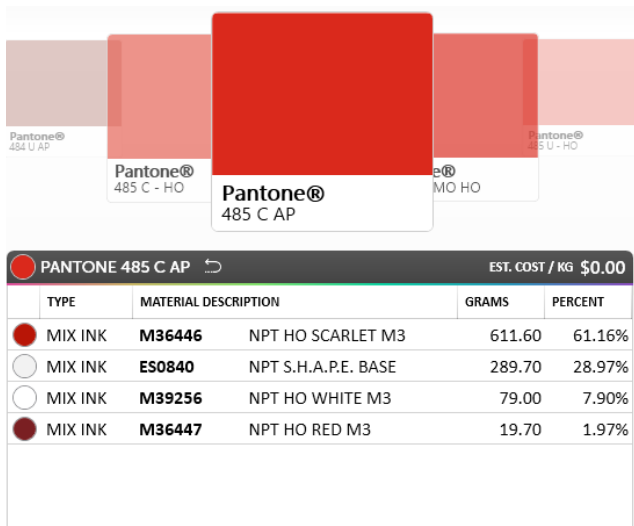 Pantone®
484 U AP
Pantone®
485 C - HO
Pantone®
485 C AP
e®
MO HO
Pantone®
485 U - HO
PANTONE 485 C AP EST. COST / KG $0.00
TYPE MATERIAL DESCRIPTION GRAMS PERCENT
MIX INK M36446 NPT HO SCARLET M3 611.60 61.16%
MIX INK ES0840 NPT S.H.A.P.E. BASE 289.70 28.97%
MIX INK M39256 NPT HO WHITE M3 79.00 7.90%
MIX INK M36447 NPT HO RED M3 19.70 1.97%